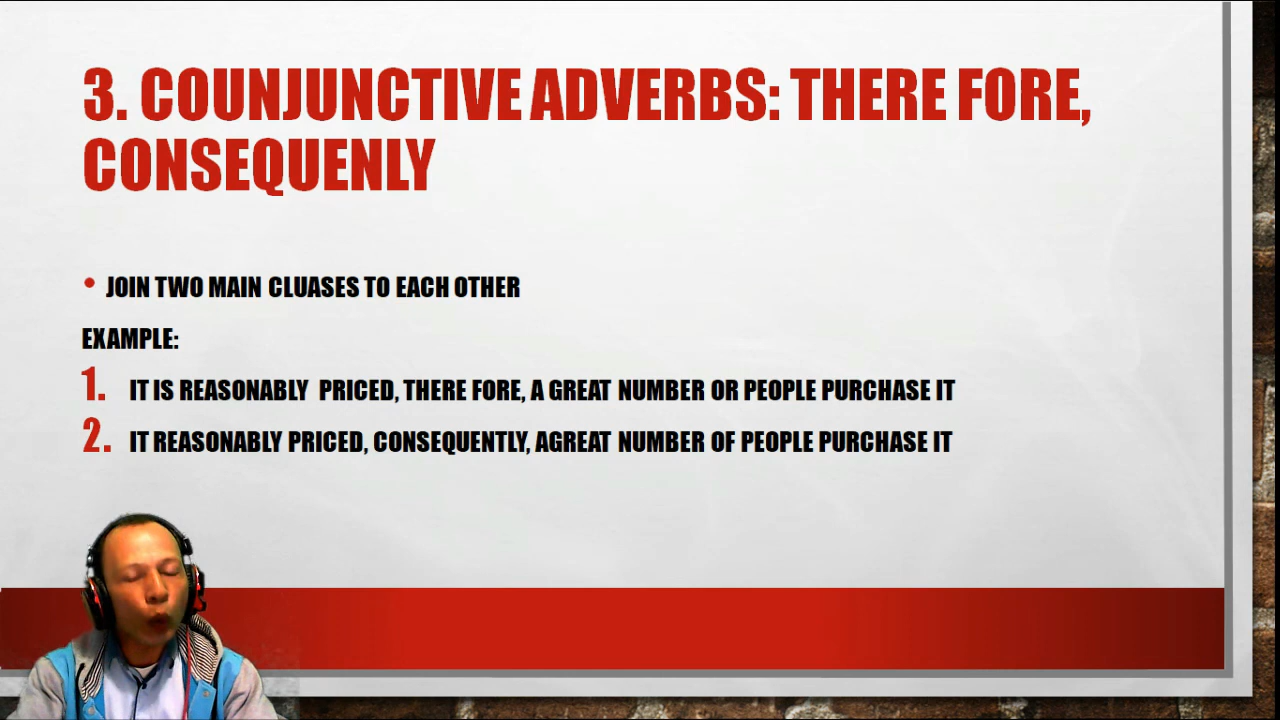 3. COUNJUNCTIVE ADVERBS: THERE FORE,
CONSEQUENLY
• JOIN TWO MAIN CLUASES TO EACH OTHER
EXAMPLE:
1. IT IS REASONABLY PRICED, THERE FORE, A GREAT NUMBER OR PEOPLE PURCHASE IT
2. IT REASONABLY PRICED, CONSEQUENTLY, AGREAT NUMBER OF PEOPLE PURCHASE IT